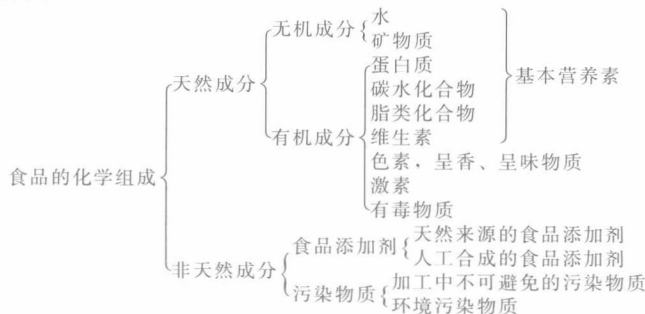 水
无机成分
矿物质
蛋白质
天然成分
碳水化合物
基本营养素
脂类化合物
有机成分
维生素
色素，呈香、呈味物质
食品的化学组成
激素
有毒物质
天然来源的食品添加剂
食品添加剂
人工合成的食品添加剂
非天然成分
加工中不可避免的污染物质
污染物质
环境污染物质